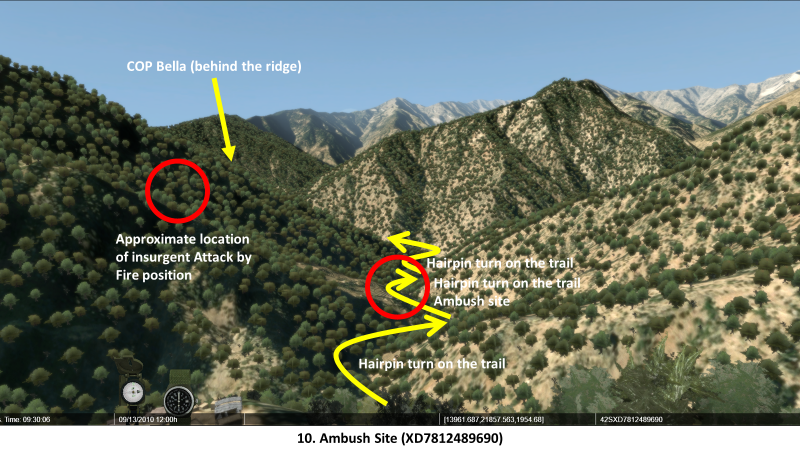 COP Bella (behind the ridge)
Approximate location
of insurgent Attack by
Fire position
Hairpin turn on the trail
Hairpin turn on the trail
Ambush site
Hairpin turn on the trail
s. Time: 09:30:06
09/13/2010 12:00h
[13961.687,21857.563,1954.68]
42SXD7812489690
10. Ambush Site (XD7812489690)